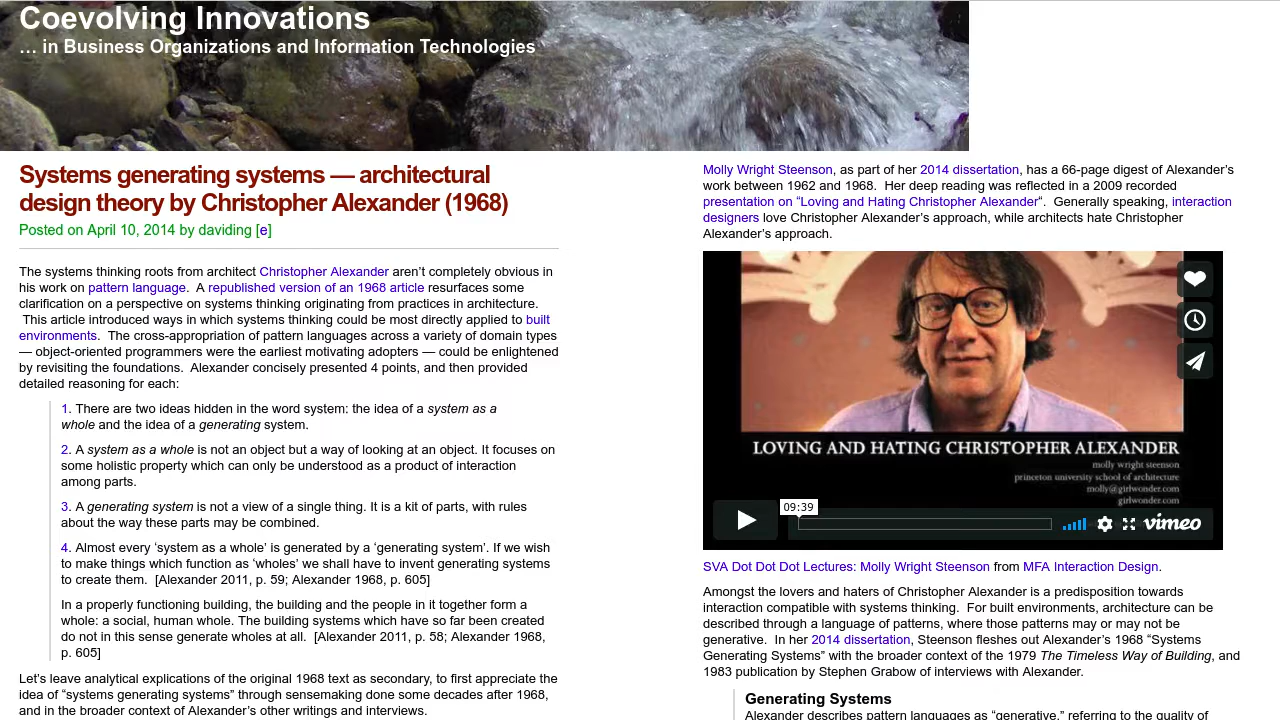 Coevolving Innovations
… in Business Organizations and Information Technologies
Systems generating systems — architectural
design theory by Christopher Alexander (1968)
Posted on April 10, 2014 by daviding [e]
The systems thinking roots from architect Christopher Alexander aren’t completely obvious in
his work on pattern language.  A republished version of an 1968 article resurfaces some
clarification on a perspective on systems thinking originating from practices in architecture.
This article introduced ways in which systems thinking could be most directly applied to built
environments.  The cross-appropriation of pattern languages across a variety of domain types
— object-oriented programmers were the earliest motivating adopters — could be enlightened
by revisiting the foundations.  Alexander concisely presented 4 points, and then provided
detailed reasoning for each:
1. There are two ideas hidden in the word system: the idea of a system as a
whole and the idea of a generating system.
2. A system as a whole is not an object but a way of looking at an object. It focuses on
some holistic property which can only be understood as a product of interaction
among parts.
3. A generating system is not a view of a single thing. It is a kit of parts, with rules
about the way these parts may be combined.
4. Almost every ‘system as a whole’ is generated by a ‘generating system’. If we wish
to make things which function as ‘wholes’ we shall have to invent generating systems
to create them.  [Alexander 2011, p. 59; Alexander 1968, p. 605]
In a properly functioning building, the building and the people in it together form a
whole: a social, human whole. The building systems which have so far been created
do not in this sense generate wholes at all.  [Alexander 2011, p. 58; Alexander 1968,
p. 605]
Let’s leave analytical explications of the original 1968 text as secondary, to first appreciate the
idea of “systems generating systems” through sensemaking done some decades after 1968,
and in the broader context of Alexander’s other writings and interviews.
Molly Wright Steenson, as part of her 2014 dissertation, has a 66-page digest of Alexander’s
work between 1962 and 1968.  Her deep reading was reflected in a 2009 recorded
presentation on “Loving and Hating Christopher Alexander“.  Generally speaking, interaction
designers love Christopher Alexander’s approach, while architects hate Christopher
Alexander’s approach.
LOVING AND HATING CHRISTOPHER ALEXANDER
molly wright steenson
princeton university school of architecture
molly@girlwonder.com
girlwonder.com
09:39
vimeo
SVA Dot Dot Dot Lectures: Molly Wright Steenson from MFA Interaction Design.
Amongst the lovers and haters of Christopher Alexander is a predisposition towards
interaction compatible with systems thinking.  For built environments, architecture can be
described through a language of patterns, where those patterns may or may not be
generative.  In her 2014 dissertation, Steenson fleshes out Alexander’s 1968 “Systems
Generating Systems” with the broader context of the 1979 The Timeless Way of Building, and
1983 publication by Stephen Grabow of interviews with Alexander.
Generating Systems
Alexander describes pattern languages as “generative,” referring to the quality of